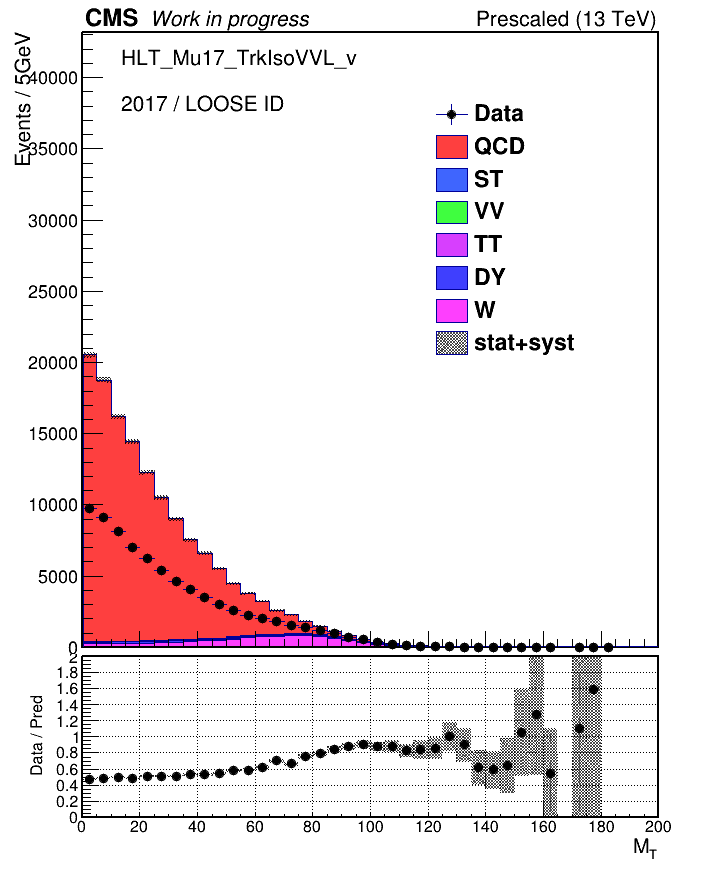 CMS Work in progress Prescaled (13 TeV)
HLT_Mu17_TrkIsoVVL_v
2017 / LOOSE ID
Events / 5GeV
40000
35000
30000
25000
20000
15000
10000
5000
0
Data
QCD
ST
VV
TT
DY
W
stat+syst
Data / Pred
2
1.8
1.6
1.4
1.2
1
0.8
0.6
0.4
0.2
0
0 20 40 60 80 100 120 140 160 180 200
M_T